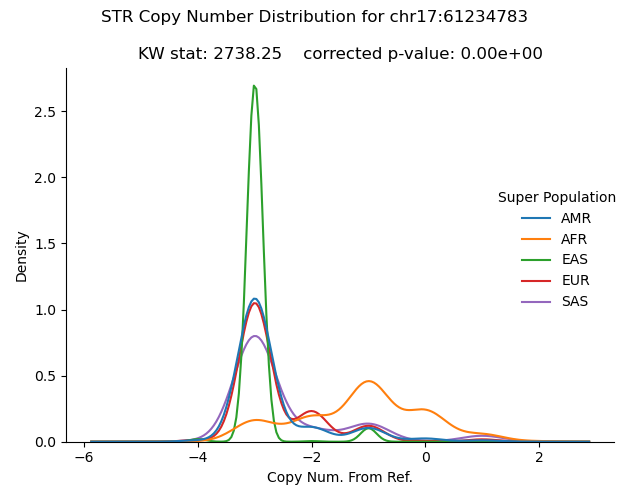 STR Copy Number Distribution for chr17:61234783
KW stat: 2738.25    corrected p-value: 0.00e+00
Density
2.5
2.0
1.5
1.0
0.5
0.0
−6
−4
−2
0
2
Copy Num. From Ref.
Super Population
AMR
AFR
EAS
EUR
SAS